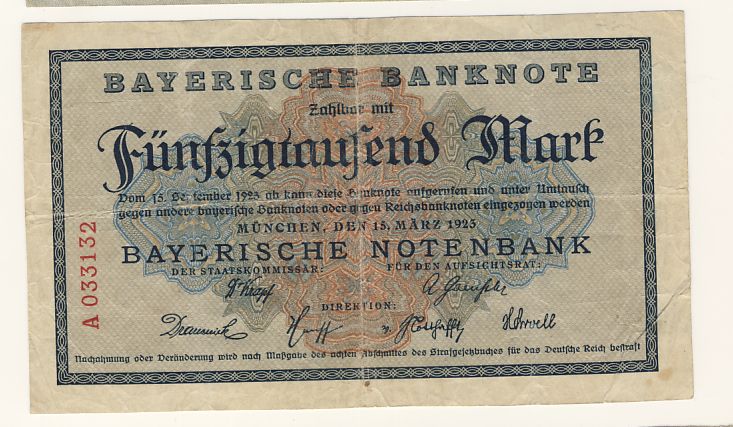 BAYERISCHE BANKNOTE
Zahlbar mit
Fünfzigtausend Mark
Vom 15. September 1923 ab kann diese Banknote aufgerufen und unter Umtausch
gegen andere bayerische Banknoten oder gegen Reichsbanknoten eingezogen werden
MÜNCHEN, DEN 15. MÄRZ 1923
BAYERISCHE NOTENBANK
DER STAATSKOMMISSÄR: FÜR DEN AUFSICHTSRAT:
DIREKTION:
Nachahmung oder Veränderung wird nach Maßgabe des achten Abschnittes des Strafgesetzbuches für das Deutsche Reich bestraft
A 033132